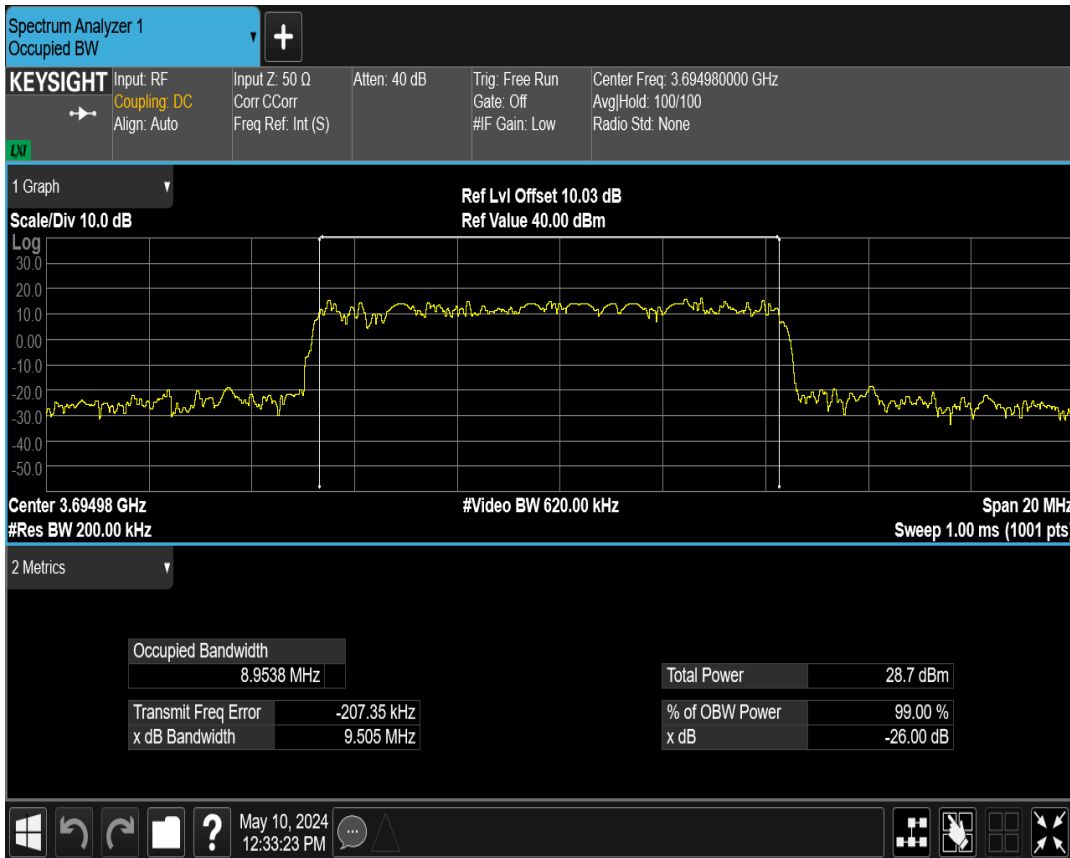 Spectrum Analyzer 1
Occupied BW
+
KEYSIGHT
LXI
Input: RF
Coupling: DC
Align: Auto
Input Z: 50 Ω
Corr CCorr
Freq Ref: Int (S)
Atten: 40 dB
Trig: Free Run
Gate: Off
#IF Gain: Low
Center Freq: 3.694980000 GHz
Avg|Hold: 100/100
Radio Std: None
1 Graph
Scale/Div 10.0 dB
Ref Lvl Offset 10.03 dB
Ref Value 40.00 dBm
Log
30.0
20.0
10.0
0.00
-10.0
-20.0
-30.0
-40.0
-50.0
Center 3.69498 GHz
#Video BW 620.00 kHz
Span 20 MHz
#Res BW 200.00 kHz
Sweep 1.00 ms (1001 pts)
2 Metrics
Occupied Bandwidth
8.9538 MHz
Total Power 28.7 dBm
Transmit Freq Error -207.35 kHz
% of OBW Power 99.00 %
x dB Bandwidth 9.505 MHz
x dB -26.00 dB
?
May 10, 2024
12:33:23 PM